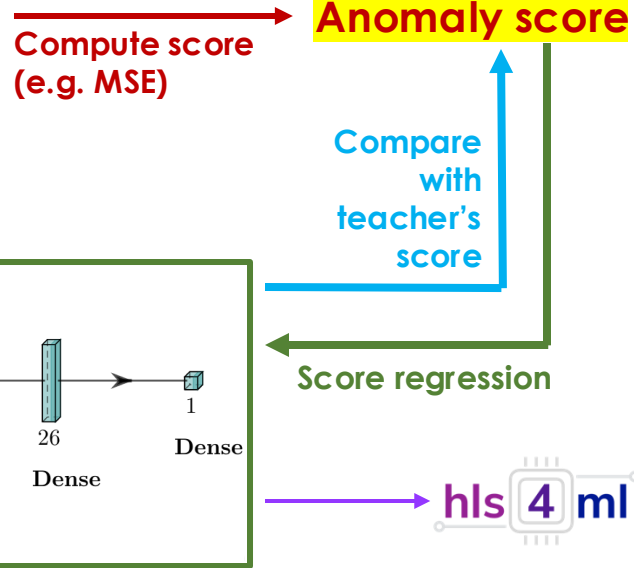 Anomaly score
Compute score
(e.g. MSE)
Compare
with
teacher's
score
Score regression
1
26
Dense
Dense
hls 4 ml